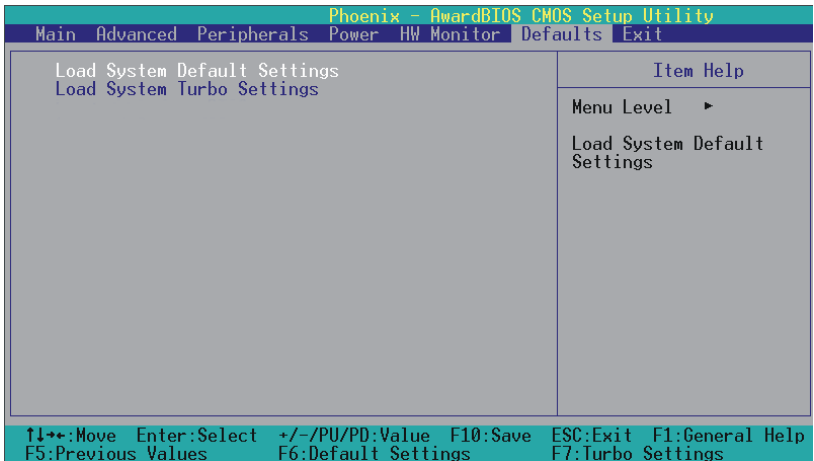 Phoenix - AwardBIOS CMOS Setup Utility
Main Advanced Peripherals Power HW Monitor Defaults Exit
Load System Default Settings
Load System Turbo Settings
Item Help
Menu Level ►
Load System Default
Settings
↑↓→←:Move Enter:Select +/-/PU/PD:Value F10:Save ESC:Exit F1:General Help
F5:Previous Values F6:Default Settings F7:Turbo Settings